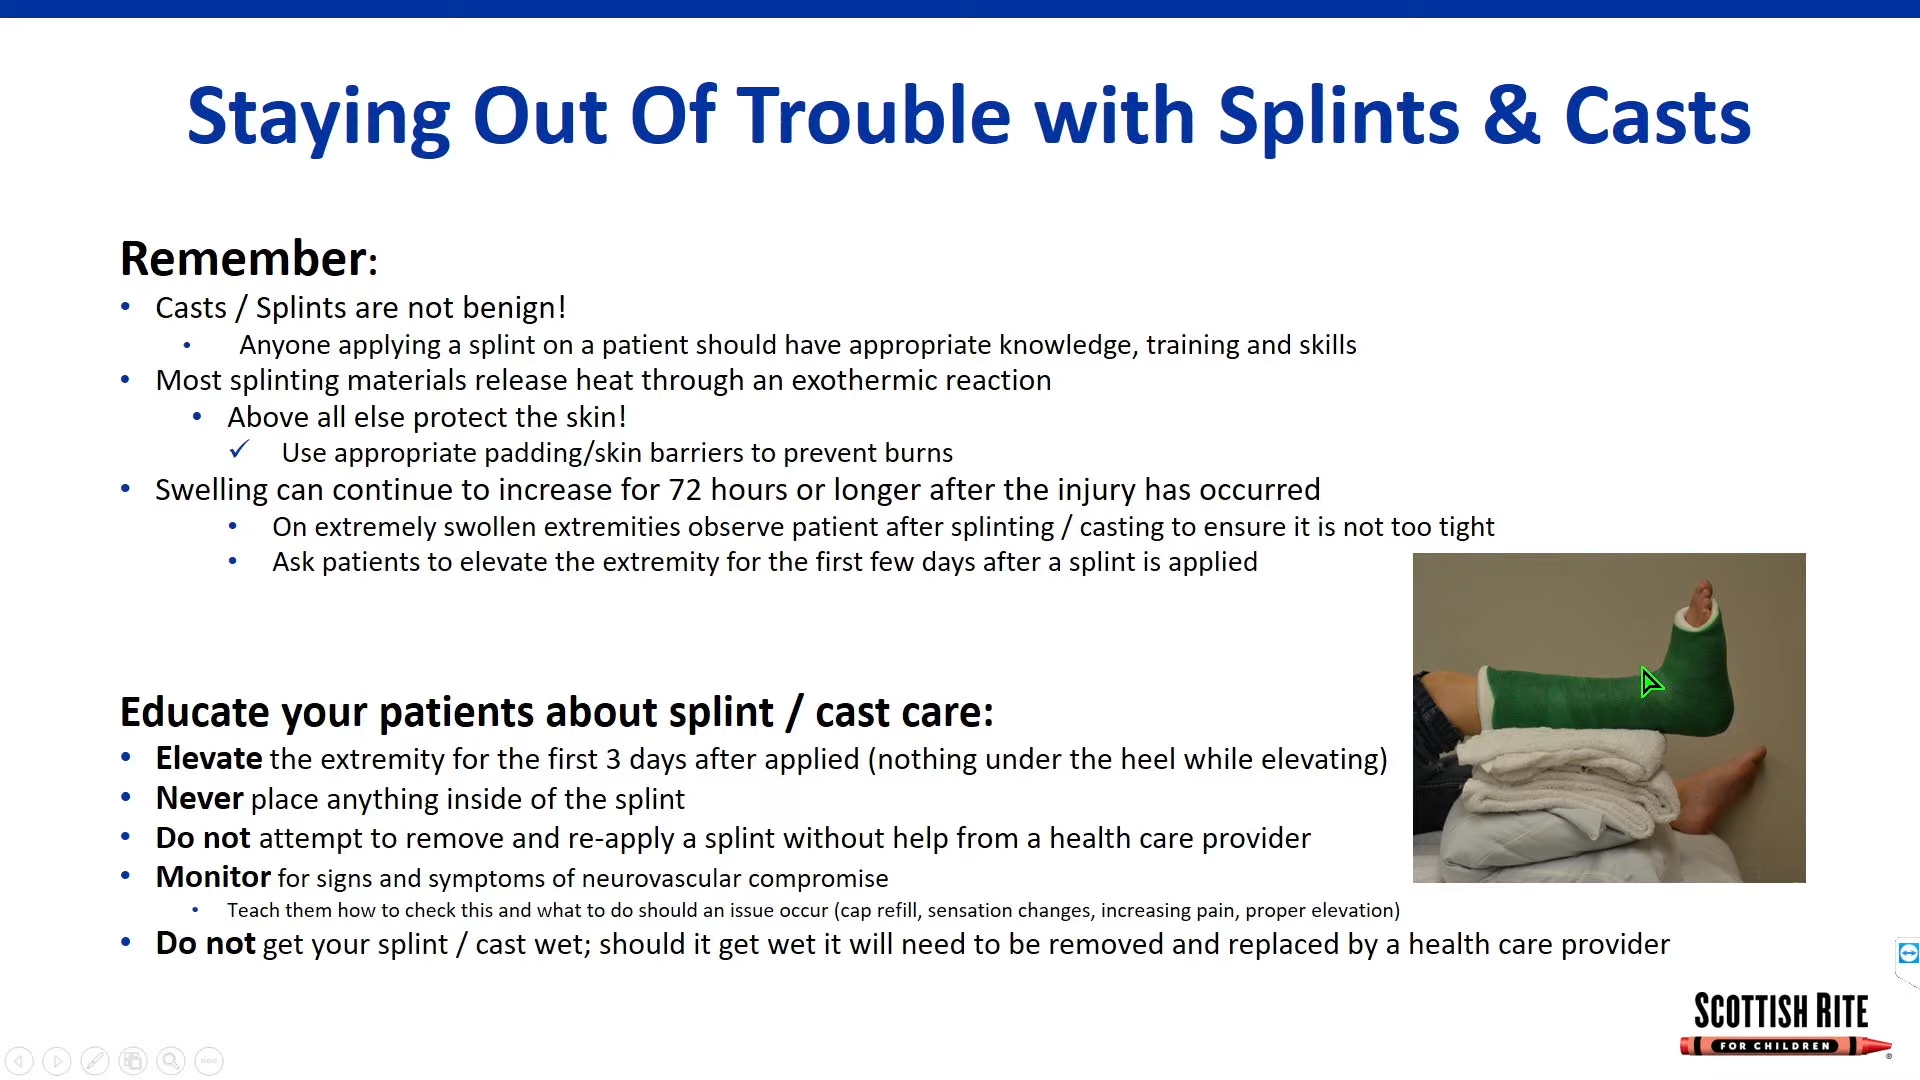 Staying Out Of Trouble with Splints & Casts
Remember:
• Casts / Splints are not benign!
• Anyone applying a splint on a patient should have appropriate knowledge, training and skills
• Most splinting materials release heat through an exothermic reaction
• Above all else protect the skin!
✓ Use appropriate padding/skin barriers to prevent burns
• Swelling can continue to increase for 72 hours or longer after the injury has occurred
• On extremely swollen extremities observe patient after splinting / casting to ensure it is not too tight
• Ask patients to elevate the extremity for the first few days after a splint is applied
Educate your patients about splint / cast care:
• Elevate the extremity for the first 3 days after applied (nothing under the heel while elevating)
• Never place anything inside of the splint
• Do not attempt to remove and re-apply a splint without help from a health care provider
• Monitor for signs and symptoms of neurovascular compromise
• Teach them how to check this and what to do should an issue occur (cap refill, sensation changes, increasing pain, proper elevation)
• Do not get your splint / cast wet; should it get wet it will need to be removed and replaced by a health care provider
SCOTTISH RITE
FOR CHILDREN ®